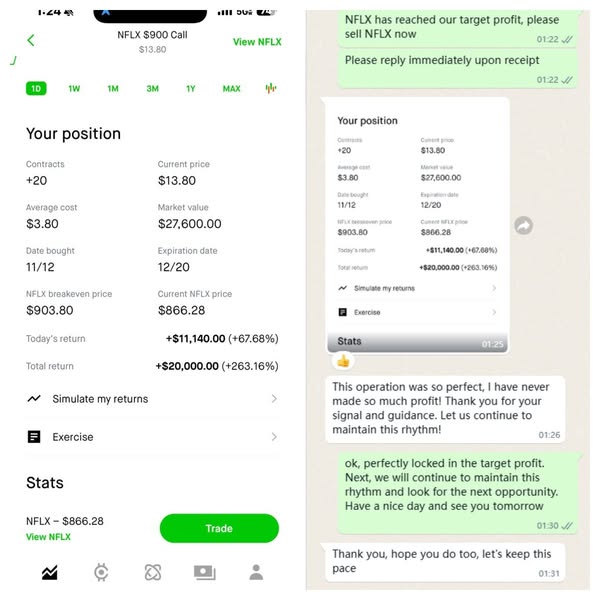 1:24
5G
NFLX $900 Call
$13.80
View NFLX
1D 1W 1M 3M 1Y MAX
Your position
Contracts Current price
+20 $13.80
Average cost Market value
$3.80 $27,600.00
Date bought Expiration date
11/12 12/20
NFLX breakeven price Current NFLX price
$903.80 $866.28
Today's return +$11,140.00 (+67.68%)
Total return +$20,000.00 (+263.16%)
Simulate my returns
Exercise
Stats
NFLX – $866.28
View NFLX
Trade
NFLX has reached our target profit, please
sell NFLX now
01:22
Please reply immediately upon receipt
01:22
Your position
Contracts Current price
+20 $13.80
Average cost Market value
$3.80 $27,600.00
Date bought Expiration date
11/12 12/20
NFLX breakeven price Current NFLX price
$903.80 $866.28
Today's return +$11,140.00 (+67.68%)
Total return +$20,000.00 (+263.16%)
Simulate my returns
Exercise
Stats
01:25
This operation was so perfect, I have never
made so much profit! Thank you for your
signal and guidance. Let us continue to
maintain this rhythm!
01:26
ok, perfectly locked in the target profit.
Next, we will continue to maintain this
rhythm and look for the next opportunity.
Have a nice day and see you tomorrow
01:30
Thank you, hope you do too, let's keep this
pace
01:31